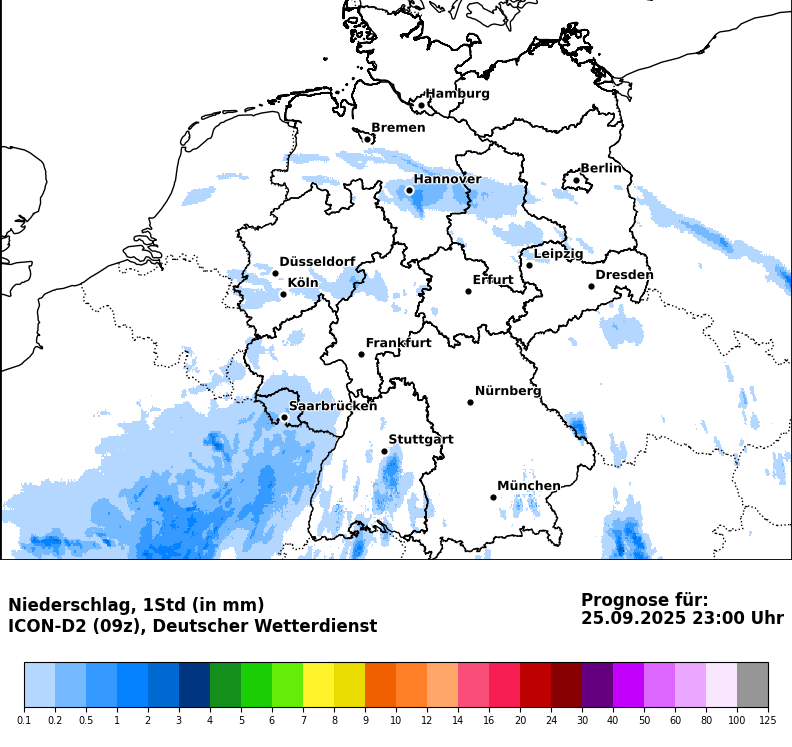 Hamburg
Bremen
Berlin
Hannover
Düsseldorf
Leipzig
Köln
Erfurt
Dresden
Frankfurt
Nürnberg
Saarbrücken
Stuttgart
München
Niederschlag, 1Std (in mm)
ICON-D2 (09z), Deutscher Wetterdienst
Prognose für:
25.09.2025 23:00 Uhr
0.1 0.2 0.5 1 2 3 4 5 6 7 8 9 10 12 14 16 20 24 30 40 50 60 80 100 125